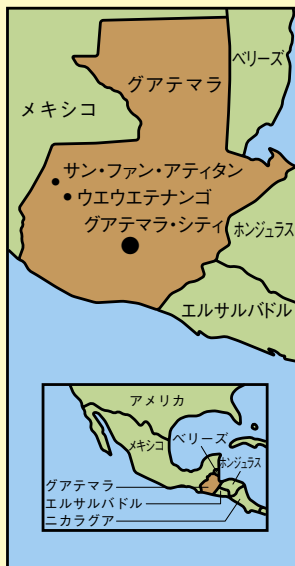 ベリーズ
グアテマラ
メキシコ
サン・ファン・アティタン
ウエウエテナンゴ
グアテマラ・シティ
ホンジュラス
エルサルバドル
アメリカ
メキシコ
ベリーズ
ホンジュラス
グアテマラ
エルサルバドル
ニカラグア